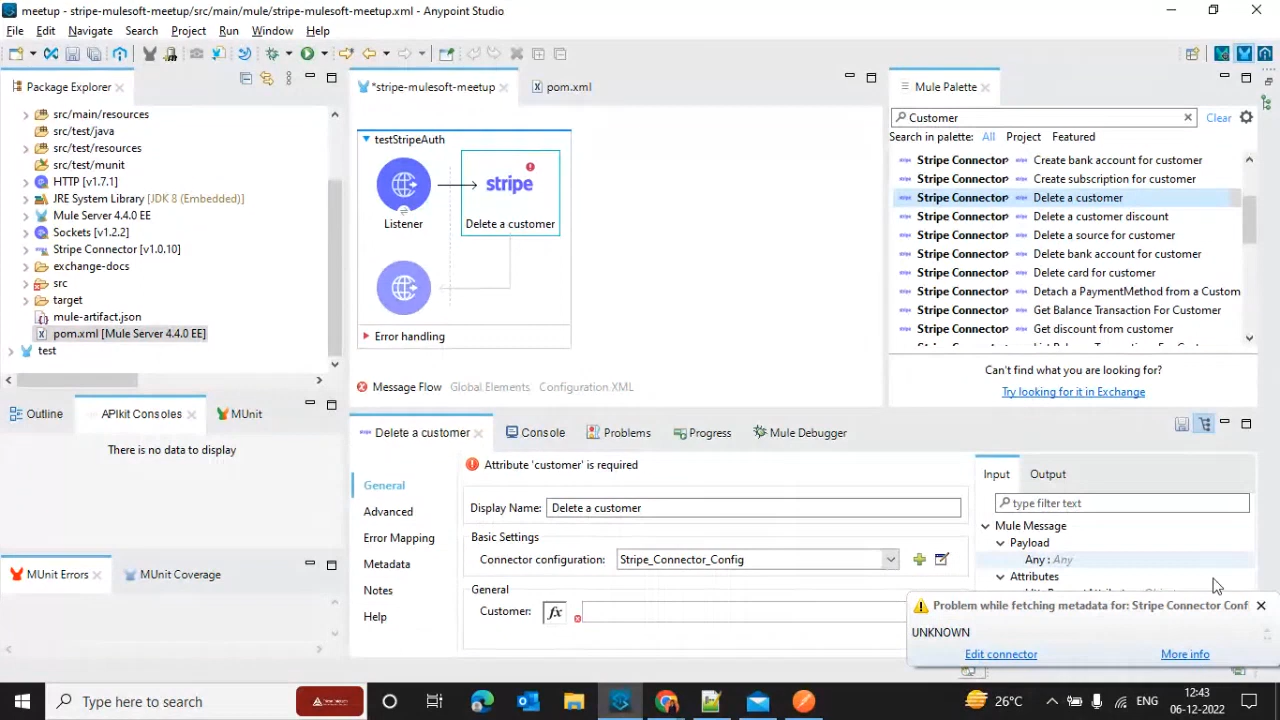 meetup - stripe-mulesoft-meetup/src/main/mule/stripe-mulesoft-meetup.xml - Anypoint Studio
File Edit Navigate Search Project Run Window Help
Package Explorer
src/main/resources
src/test/java
src/test/resources
src/test/munit
HTTP [v1.7.1]
JRE System Library [JDK 8 (Embedded)]
Mule Server 4.4.0 EE
Sockets [v1.2.2]
Stripe Connector [v1.0.10]
exchange-docs
src
target
mule-artifact.json
pom.xml [Mule Server 4.4.0 EE]
test
*stripe-mulesoft-meetup
pom.xml
testStripeAuth
stripe
Listener
Delete a customer
Error handling
Message Flow Global Elements Configuration XML
Mule Palette
Customer
Clear
Search in palette: All Project Featured
Stripe Connector Create bank account for customer
Stripe Connector Create subscription for customer
Stripe Connector Delete a customer
Stripe Connector Delete a customer discount
Stripe Connector Delete a source for customer
Stripe Connector Delete bank account for customer
Stripe Connector Delete card for customer
Stripe Connector Detach a PaymentMethod from a Custom
Stripe Connector Get Balance Transaction For Customer
Stripe Connector Get discount from customer
Can't find what you are looking for?
Try looking for it in Exchange
Outline
APIkit Consoles
MUnit
There is no data to display
MUnit Errors
MUnit Coverage
Delete a customer
Console
Problems
Progress
Mule Debugger
General
Advanced
Error Mapping
Metadata
Notes
Help
Attribute 'customer' is required
Display Name: Delete a customer
Basic Settings
Connector configuration: Stripe_Connector_Config
General
Customer: fx
Input Output
type filter text
Mule Message
Payload
Any : Any
Attributes
Problem while fetching metadata for: Stripe Connector Conf
UNKNOWN
Edit connector
More info
Type here to search
26°C
ENG
06-12-2022